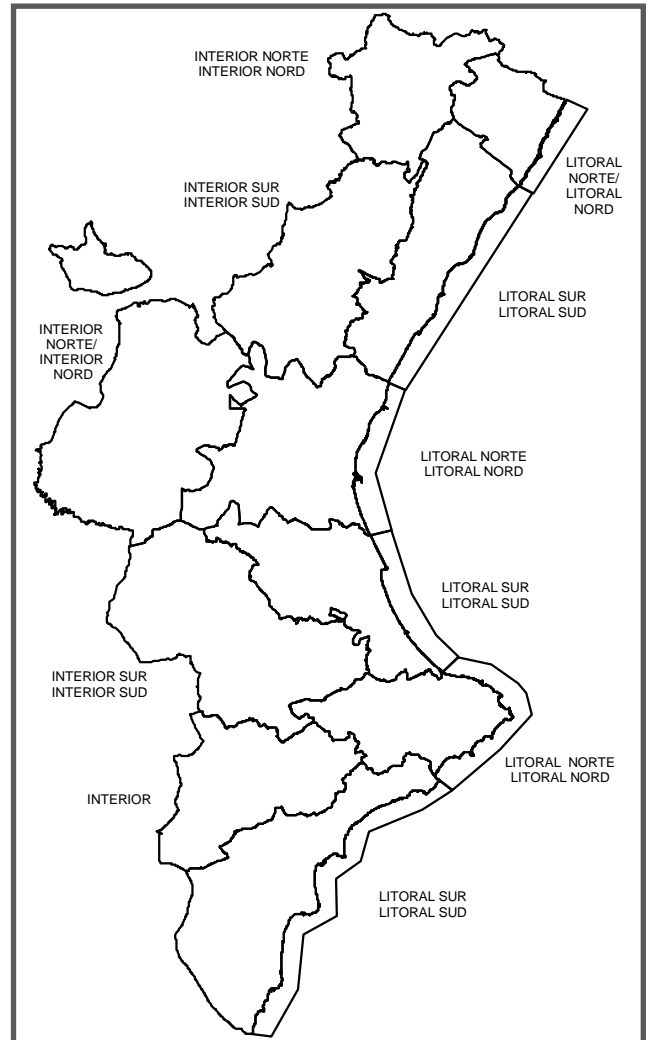 INTERIOR NORTE
INTERIOR NORD
LITORAL
NORTE/
LITORAL
NORD
INTERIOR SUR
INTERIOR SUD
LITORAL SUR
LITORAL SUD
INTERIOR
NORTE/
INTERIOR
NORD
LITORAL NORTE
LITORAL NORD
LITORAL SUR
LITORAL SUD
INTERIOR SUR
INTERIOR SUD
LITORAL NORTE
LITORAL NORD
INTERIOR
LITORAL SUR
LITORAL SUD